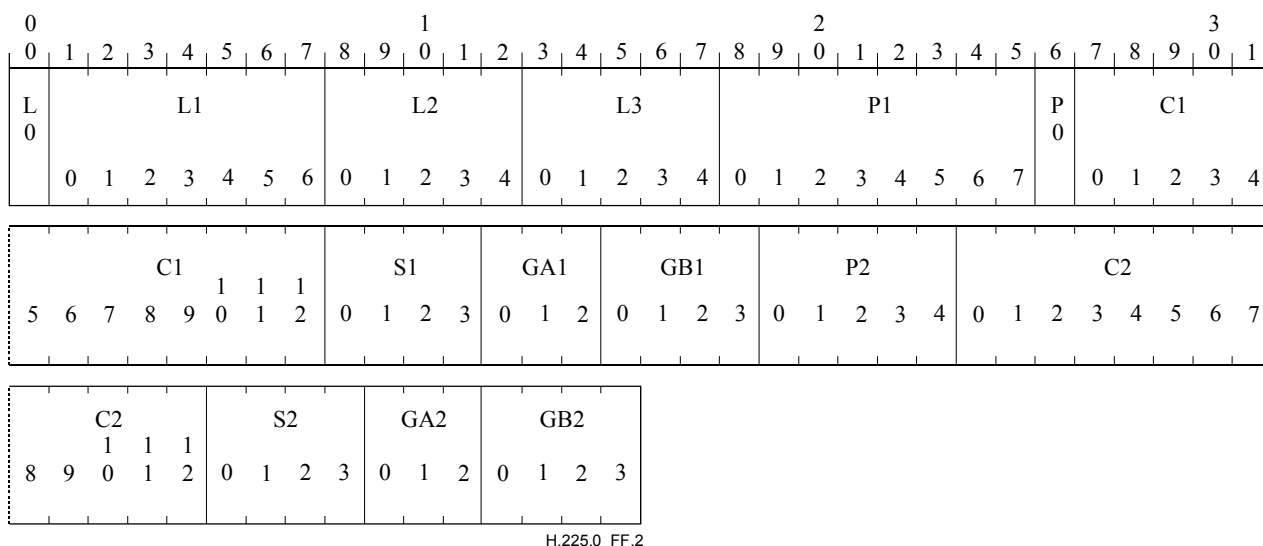 0 1 2 3
0 1 2 3 4 5 6 7 8 9 0 1 2 3 4 5 6 7 8 9 0 1 2 3 4 5 6 7 8 9 0 1
L L1 L2 L3 P1 P C1
0 0
0 1 2 3 4 5 6 0 1 2 3 4 0 1 2 3 4 0 1 2 3 4 5 6 7 0 1 2 3 4
C1 S1 GA1 GB1 P2 C2
1 1 1
5 6 7 8 9 0 1 2 0 1 2 3 0 1 2 0 1 2 3 0 1 2 3 4 0 1 2 3 4 5 6 7
C2 S2 GA2 GB2
1 1 1
8 9 0 1 2 0 1 2 3 0 1 2 0 1 2 3
H.225.0_FF.2